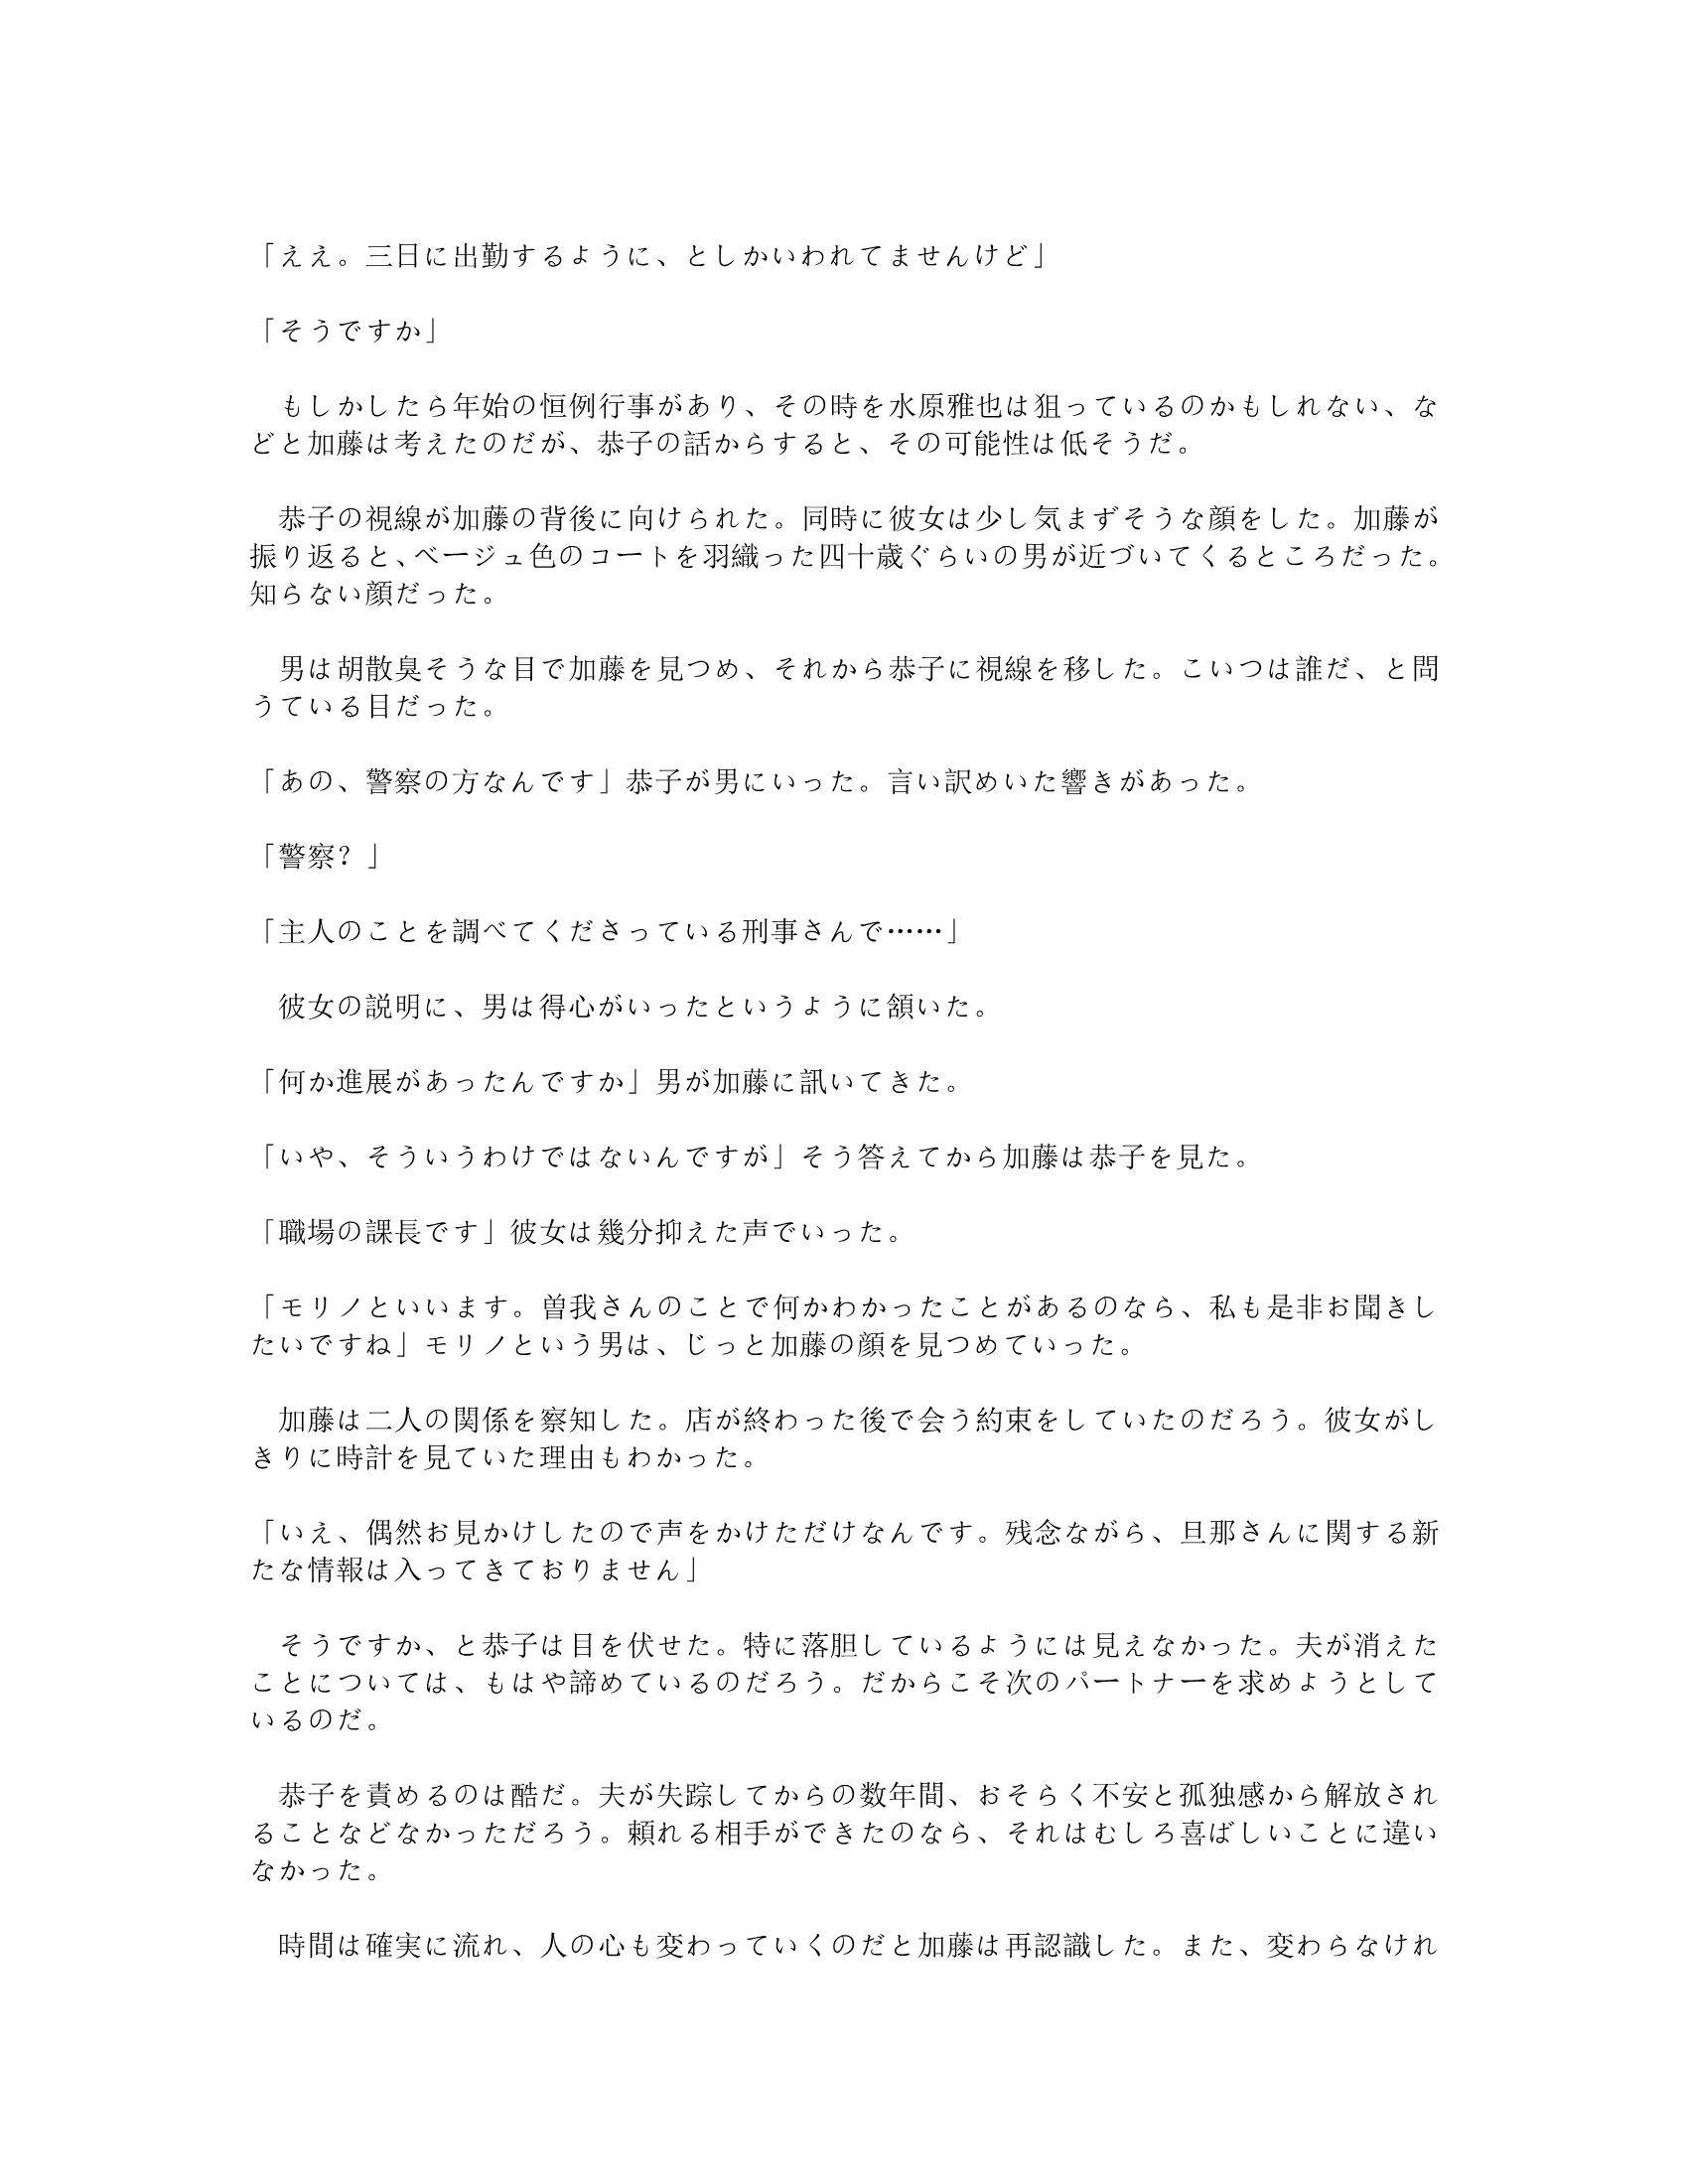 「ええ。三日に出勤するように、としかいわれてませんけど」
「そうですか」
　もしかしたら年始の恒例行事があり、その時を水原雅也は狙っているのかもしれない、な
どと加藤は考えたのだが、恭子の話からすると、その可能性は低そうだ。
　恭子の視線が加藤の背後に向けられた。同時に彼女は少し気まずそうな顔をした。加藤が
振り返ると、ベージュ色のコートを羽織った四十歳ぐらいの男が近づいてくるところだった。
知らない顔だった。
　男は胡散臭そうな目で加藤を見つめ、それから恭子に視線を移した。こいつは誰だ、と問
うている目だった。
「あの、警察の方なんです」恭子が男にいった。言い訳めいた響きがあった。
「警察？」
「主人のことを調べてくださっている刑事さんで……」
　彼女の説明に、男は得心がいったというように頷いた。
「何か進展があったんですか」男が加藤に訊いてきた。
「いや、そういうわけではないんですが」そう答えてから加藤は恭子を見た。
「職場の課長です」彼女は幾分抑えた声でいった。
「モリノといいます。曽我さんのことで何かわかったことがあるのなら、私も是非お聞きし
たいですね」モリノという男は、じっと加藤の顔を見つめていった。
　加藤は二人の関係を察知した。店が終わった後で会う約束をしていたのだろう。彼女がし
きりに時計を見ていた理由もわかった。
「いえ、偶然お見かけしたので声をかけただけなんです。残念ながら、旦那さんに関する新
たな情報は入ってきておりません」
　そうですか、と恭子は目を伏せた。特に落胆しているようには見えなかった。夫が消えた
ことについては、もはや諦めているのだろう。だからこそ次のパートナーを求めようとして
いるのだ。
　恭子を責めるのは酷だ。夫が失踪してからの数年間、おそらく不安と孤独感から解放され
ることなどなかっただろう。頼れる相手ができたのなら、それはむしろ喜ばしいことに違い
なかった。
　時間は確実に流れ、人の心も変わっていくのだと加藤は再認識した。また、変わらなけれ